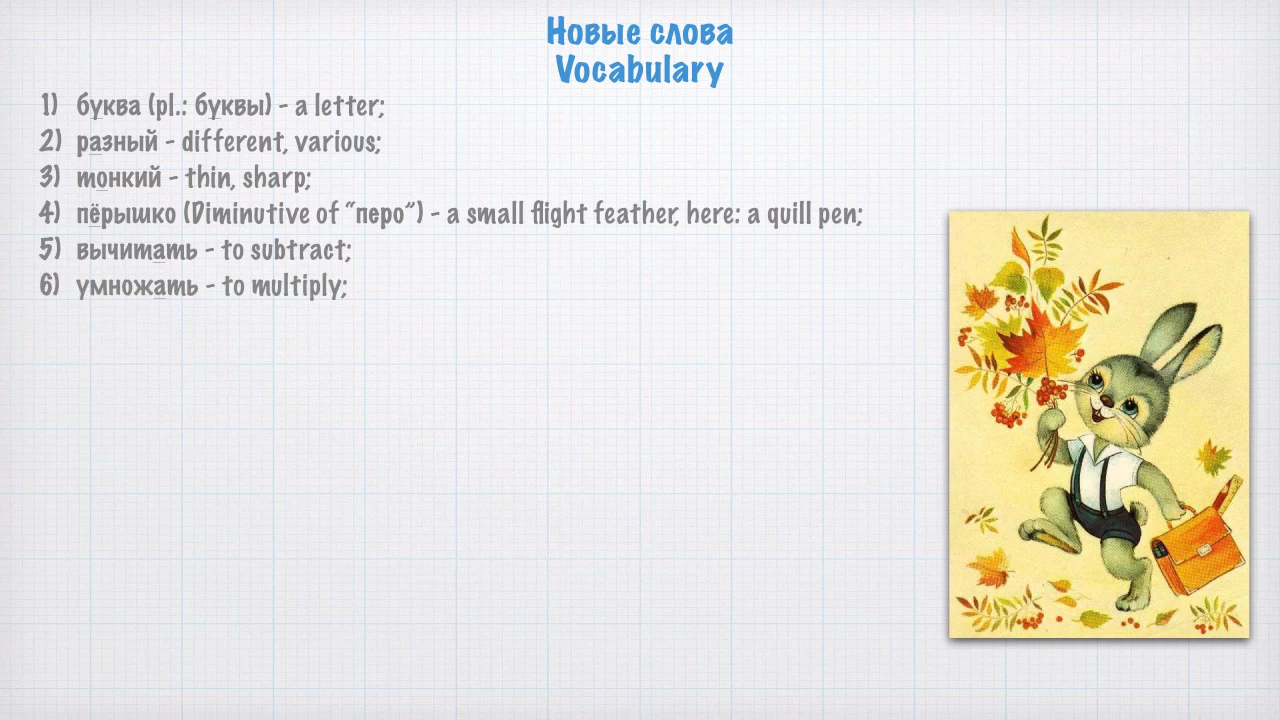 Новые слова
Vocabulary
1) буква (pl.: буквы) - a letter;
2) разный - different, various;
3) тонкий - thin, sharp;
4) пёрышко (Diminutive of “перо”) - a small flight feather, here: a quill pen;
5) вычитать - to subtract;
6) умножать - to multiply;